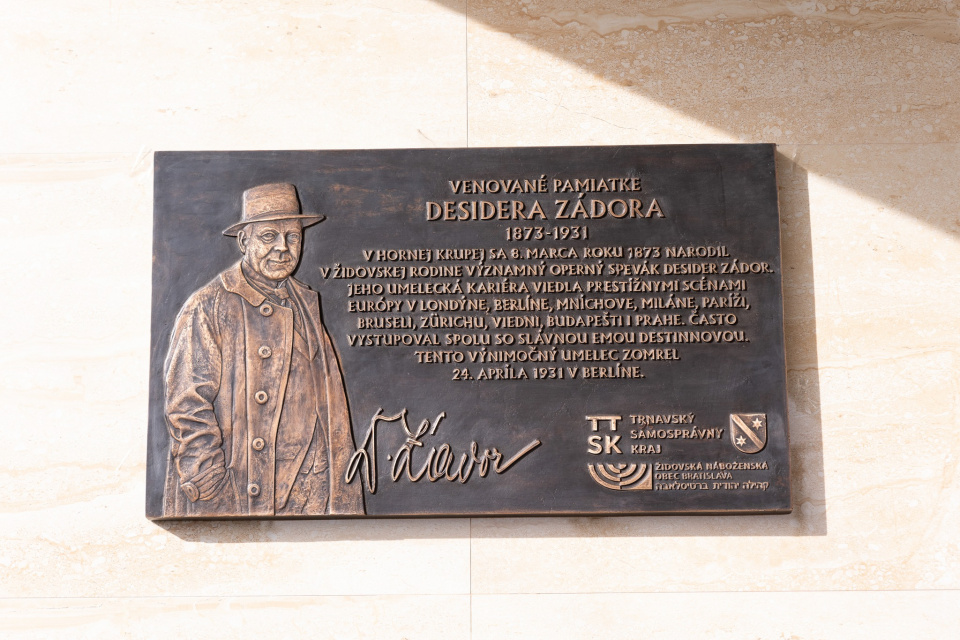 VENOVANÉ PAMIATKE
DESIDERA ZÁDORA
1873-1931
V HORNEJ KRUPEJ SA 8. MARCA ROKU 1873 NARODIL
V ŽIDOVSKEJ RODINE VÝZNAMNÝ OPERNÝ SPEVÁK DESIDER ZÁDOR.
JEHO UMELECKÁ KARIÉRA VIEDLA PRESTÍŽNYMI SCÉNAMI
EURÓPY V LONDÝNE, BERLÍNE, MNÍCHOVE, MILÁNE, PARÍŽI,
BRUSELI, ZÜRICHU, VIEDNI, BUDAPEŠTI I PRAHE. ČASTO
VYSTUPOVAL SPOLU SO SLÁVNOU EMOU DESTINNOVOU.
TENTO VÝNIMOČNÝ UMELEC ZOMREL
24. APRÍLA 1931 V BERLÍNE.
D. Zádor
TT SK
TRNAVSKÝ
SAMOSPRÁVNY
KRAJ
ŽIDOVSKÁ NÁBOŽENSKÁ
OBEC BRATISLAVA
קהילה יהודית ברטיסלאבה